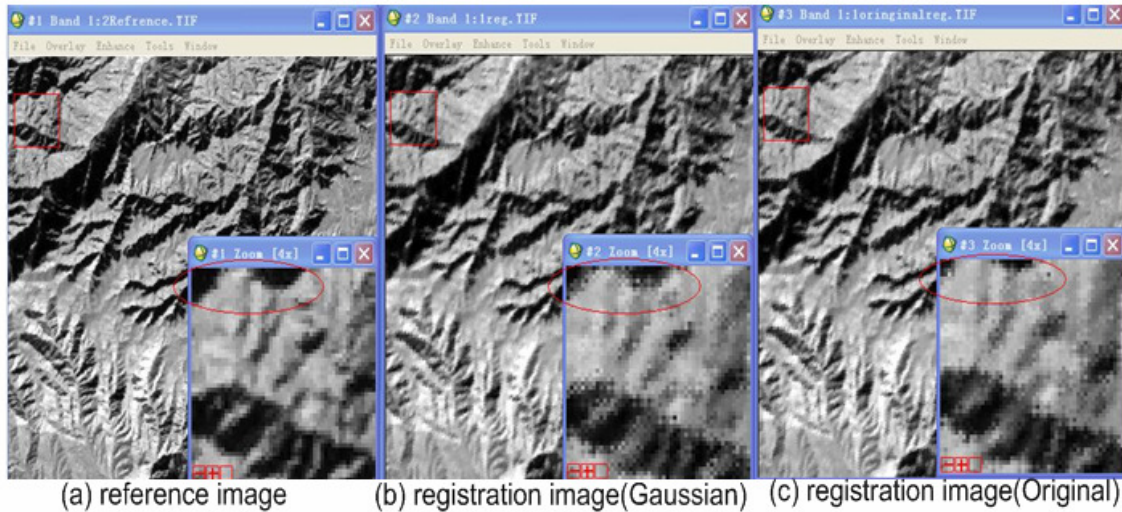 #1 Band 1:2Refrence.TIF
File Overlay Enhance Tools Window
#1 Zoom [4x]
(a) reference image
#2 Band 1:1reg.TIF
File Overlay Enhance Tools Window
#2 Zoom [4x]
(b) registration image(Gaussian)
#3 Band 1:1oringinalreg.TIF
File Overlay Enhance Tools Window
#3 Zoom [4x]
(c) registration image(Original)